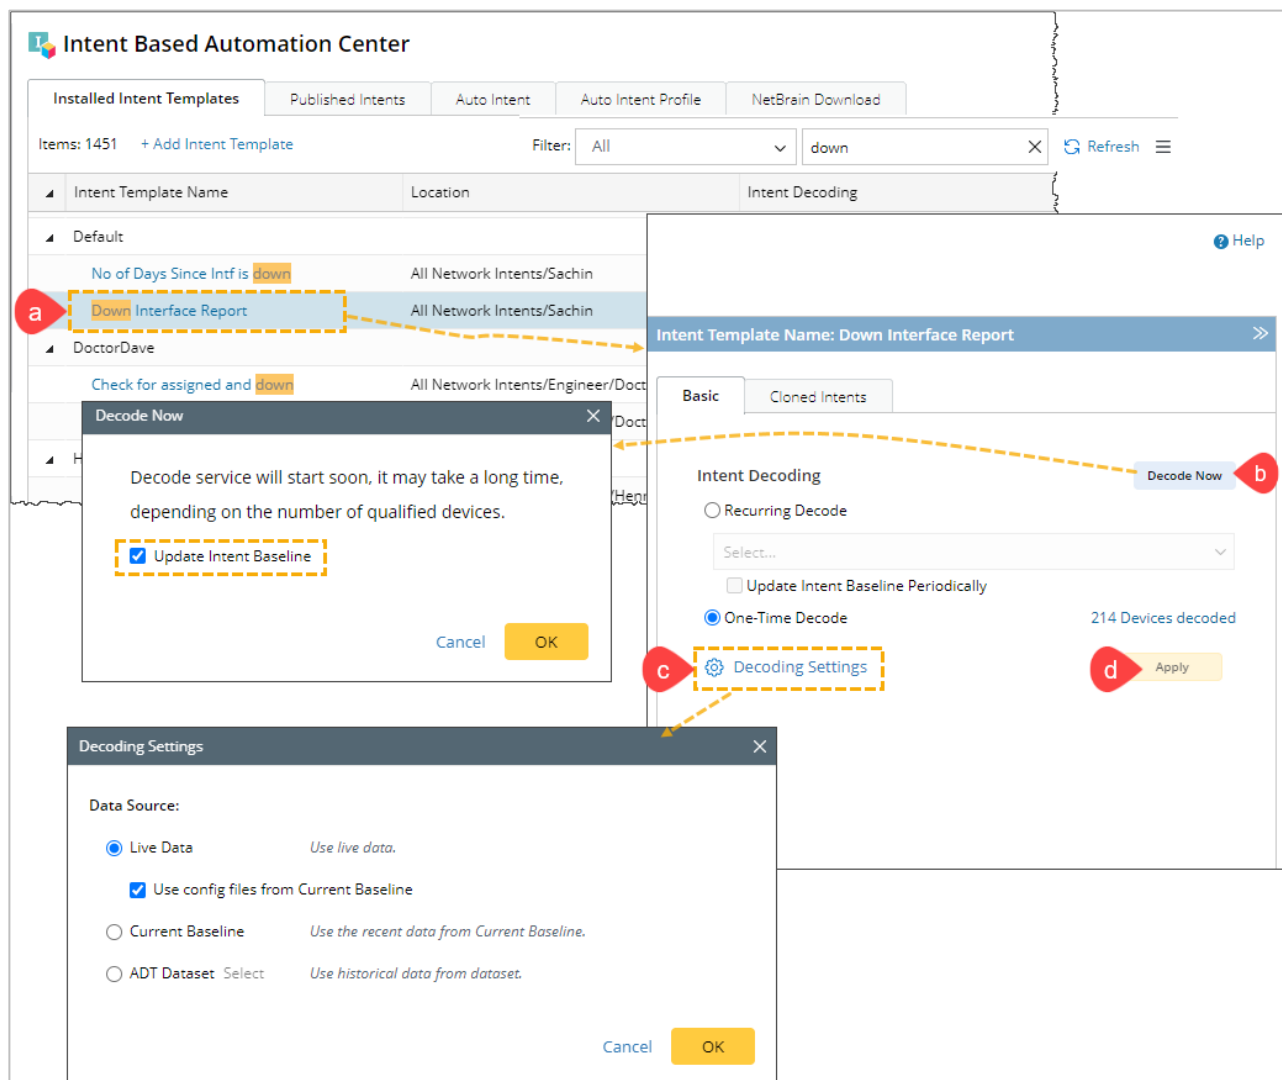 Intent Based Automation Center
Installed Intent Templates Published Intents Auto Intent Auto Intent Profile NetBrain Download
Items: 1451 + Add Intent Template Filter: All down Refresh
Intent Template Name Location Intent Decoding
Default
Help
No of Days Since Intf is down All Network Intents/Sachin
a Down Interface Report All Network Intents/Sachin
Intent Template Name: Down Interface Report
DoctorDave
Check for assigned and down All Network Intents/Engineer/Doct
Basic Cloned Intents
Decode Now
/Doct
H
Decode service will start soon, it may take a long time,
depending on the number of qualified devices.
/Henr
Update Intent Baseline
Cancel OK
Intent Decoding Decode Now b
Recurring Decode
Select...
Update Intent Baseline Periodically
One-Time Decode 214 Devices decoded
c Decoding Settings d Apply
Decoding Settings
Data Source:
Live Data Use live data.
Use config files from Current Baseline
Current Baseline Use the recent data from Current Baseline.
ADT Dataset Select Use historical data from dataset.
Cancel OK